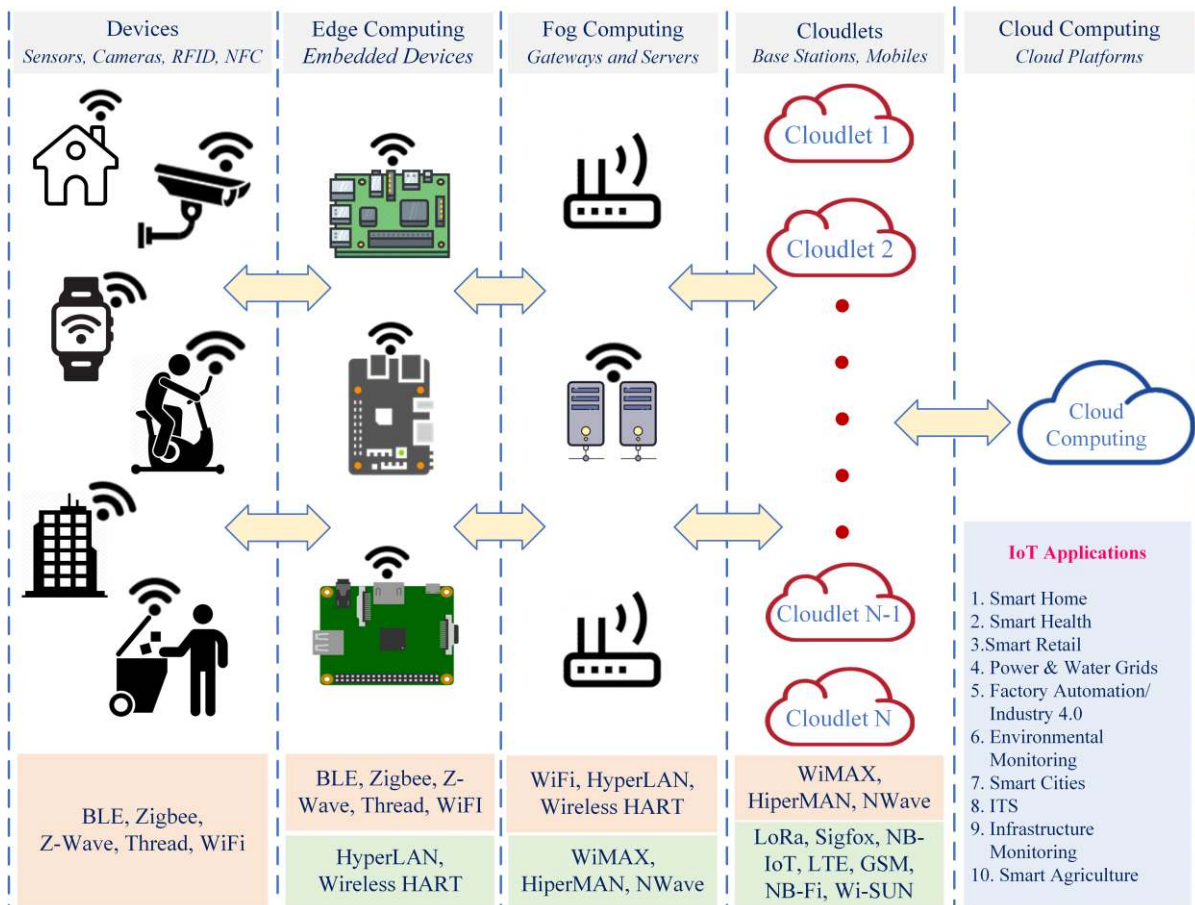 Devices
Sensors, Cameras, RFID, NFC
Edge Computing
Embedded Devices
Fog Computing
Gateways and Servers
Cloudlets
Base Stations, Mobiles
Cloud Computing
Cloud Platforms
Cloudlet 1
Cloudlet 2
Cloudlet N-1
Cloudlet N
Cloud
Computing
BLE, Zigbee,
Z-Wave, Thread, WiFi
BLE, Zigbee, Z-
Wave, Thread, WiFI
HyperLAN,
Wireless HART
WiFi, HyperLAN,
Wireless HART
WiMAX,
HiperMAN, NWave
WiMAX,
HiperMAN, NWave
LoRa, Sigfox, NB-
IoT, LTE, GSM,
NB-Fi, Wi-SUN
IoT Applications
1. Smart Home
2. Smart Health
3.Smart Retail
4. Power & Water Grids
5. Factory Automation/
Industry 4.0
6. Environmental
Monitoring
7. Smart Cities
8. ITS
9. Infrastructure
Monitoring
10. Smart Agriculture